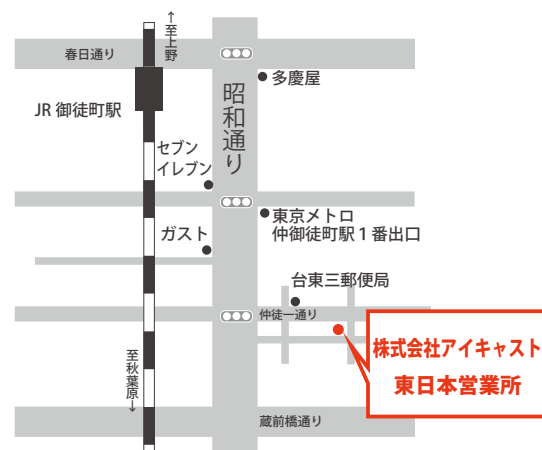 ←至上野
春日通り
多慶屋
JR 御徒町駅
昭和通り
セブン
イレブン
東京メトロ
仲御徒町駅1番出口
ガスト
台東三郵便局
仲徒一通り
株式会社アイキャスト
東日本営業所
至秋葉原→
蔵前橋通り